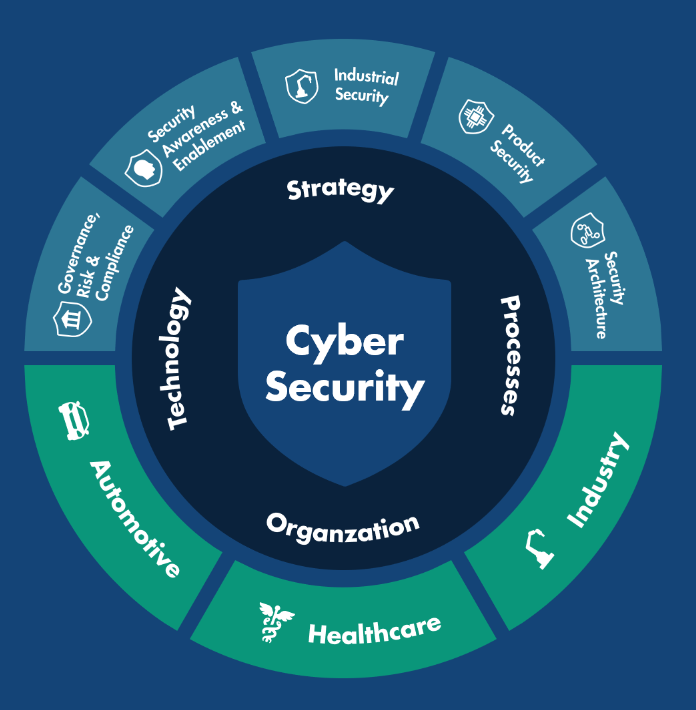 Industrial
Security
Product
Security
Security
Architecture
Security
Awareness &
Enablement
Governance,
Risk &
Compliance
Strategy
Processes
Organzation
Technology
Cyber
Security
Automotive
Healthcare
Industry